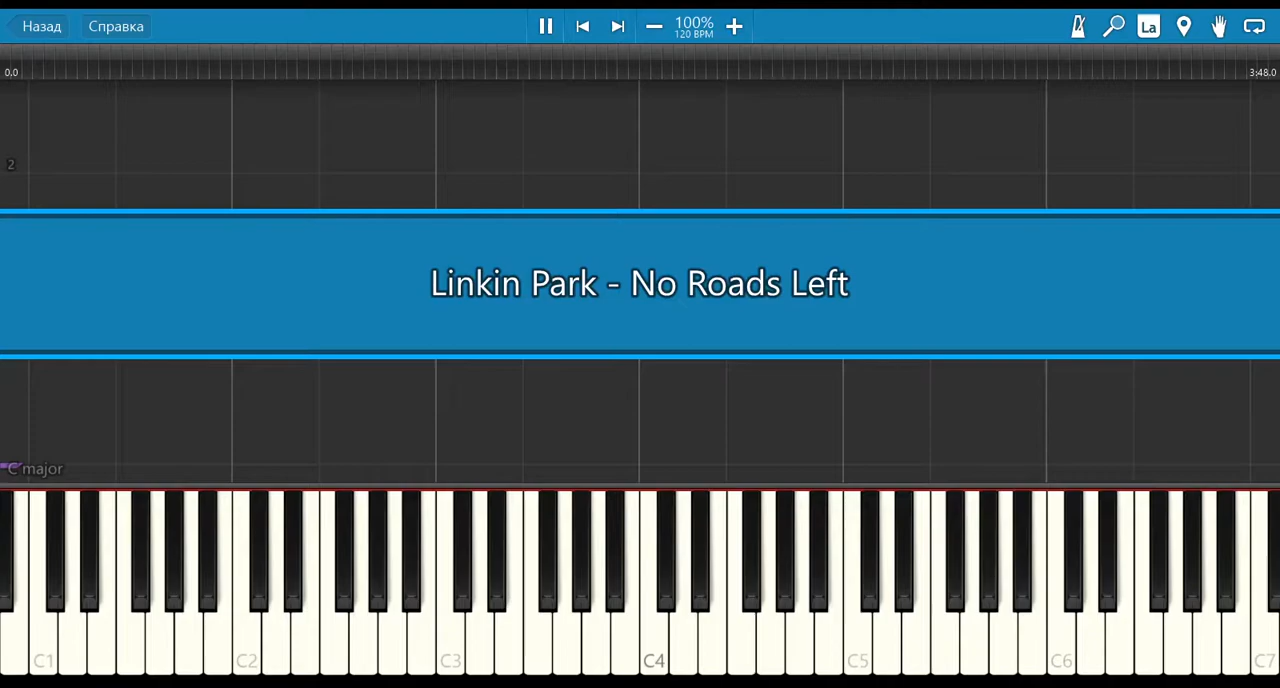 Назад Справка 100% La
120 BPM
0.0 3:48.0
2
Linkin Park - No Roads Left
C major
C1 C2 C3 C4 C5 C6 C7